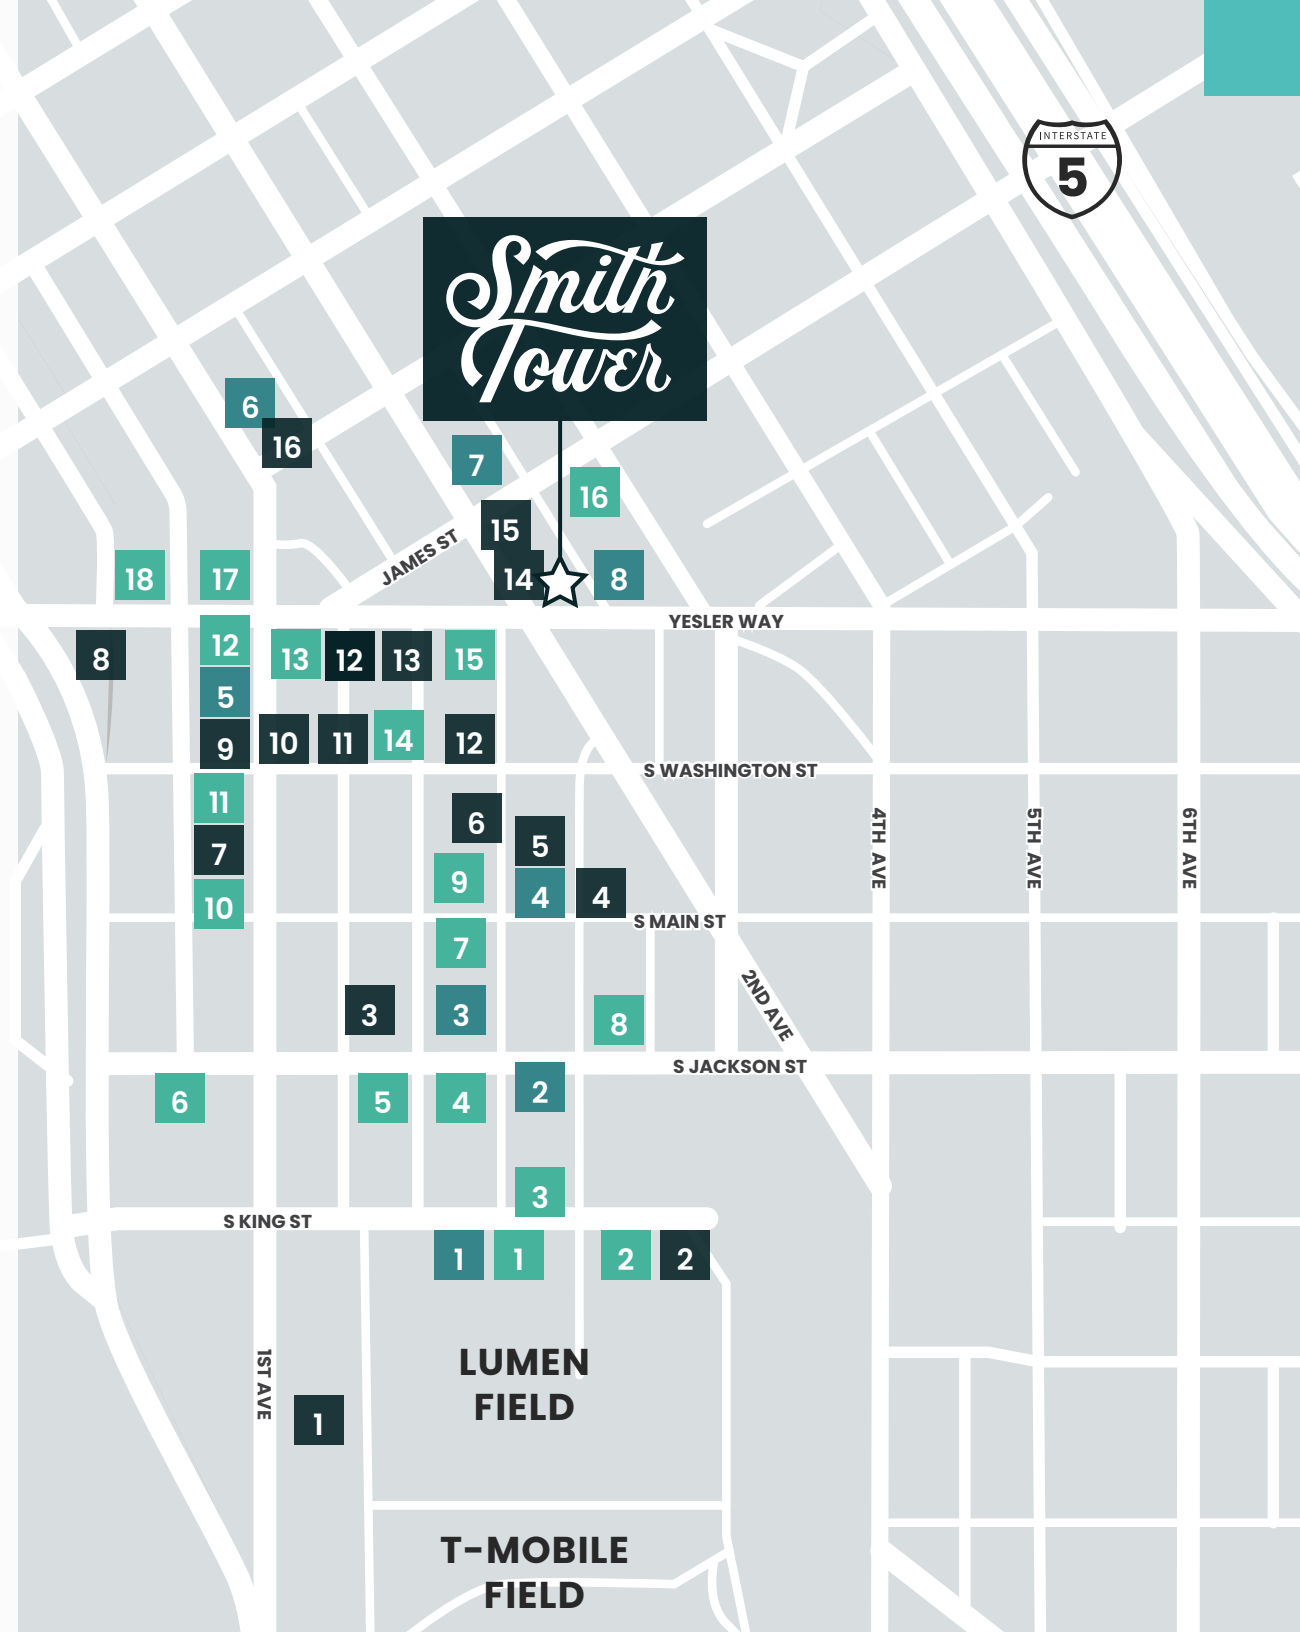 INTERSTATE
5
Smith
Tower
6
16
7
16
15
JAMES ST
18
17
14
8
YESLER WAY
8
12
13
12
13
15
5
9
10
11
14
12
S WASHINGTON ST
11
6
4TH AVE
5TH AVE
6TH AVE
7
5
9
4
4
10
S MAIN ST
7
2ND AVE
3
3
8
S JACKSON ST
6
5
4
2
3
S KING ST
1
1
2
2
1ST AVE
LUMEN
FIELD
1
T-MOBILE
FIELD